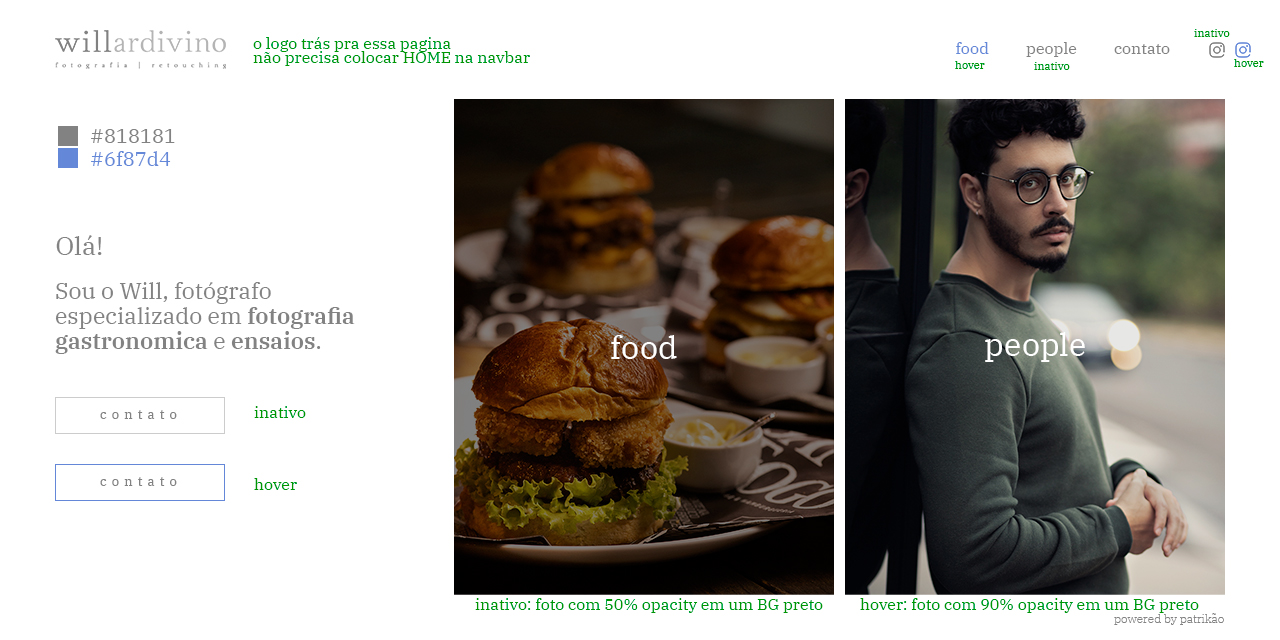 willardivino
fotografia | retouching
o logo trás pra essa pagina
não precisa colocar HOME na navbar
food
hover
people
inativo
contato
inativo
hover
#818181
#6f87d4
Olá!
Sou o Will, fotógrafo
especializado em fotografia
gastronomica e ensaios.
contato
inativo
contato
hover
food
people
inativo: foto com 50% opacity em um BG preto
hover: foto com 90% opacity em um BG preto
powered by patrikão